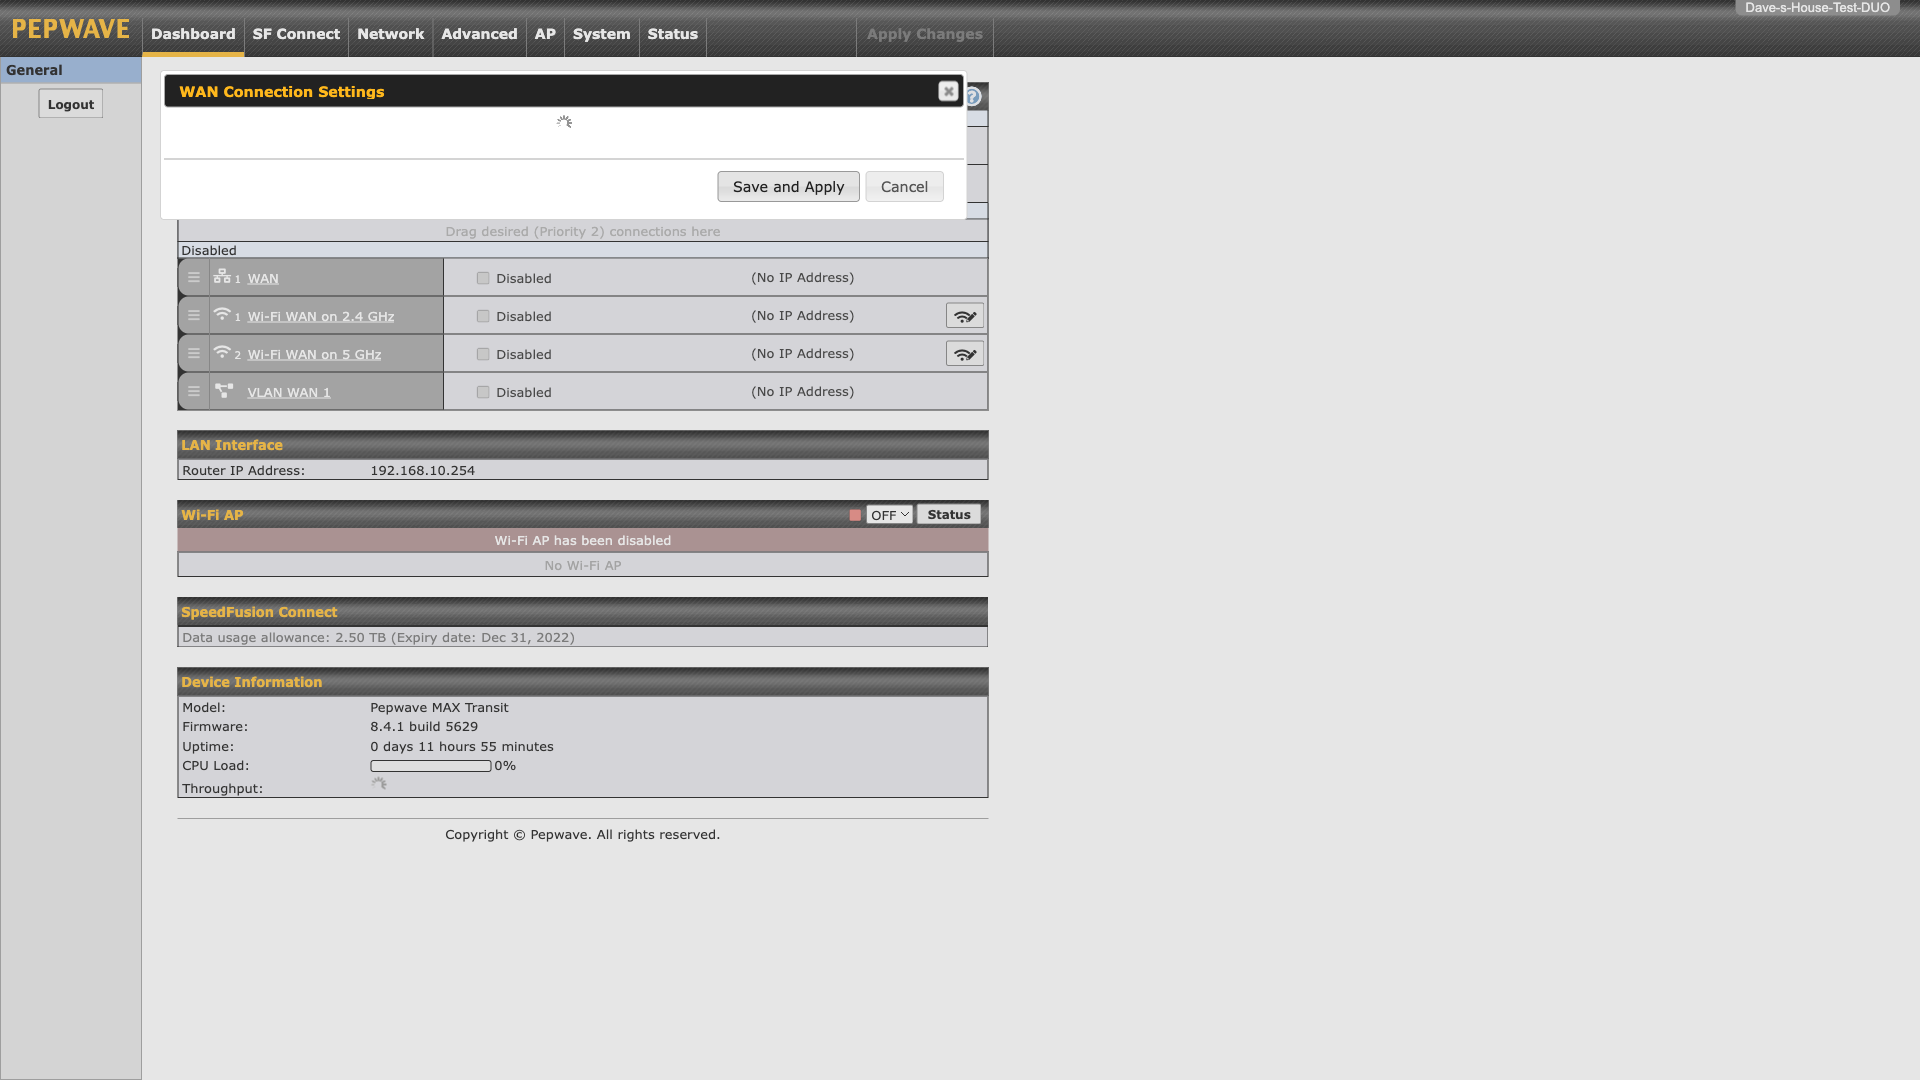 Dave-s-House-Test-DUO
PEPWAVE
Dashboard SF Connect Network Advanced AP System Status Apply Changes
General
Logout
WAN Connection Settings
Save and Apply Cancel
Drag desired (Priority 2) connections here
Disabled
1 WAN Disabled (No IP Address)
1 Wi-Fi WAN on 2.4 GHz Disabled (No IP Address)
2 Wi-Fi WAN on 5 GHz Disabled (No IP Address)
VLAN WAN 1 Disabled (No IP Address)
LAN Interface
Router IP Address: 192.168.10.254
Wi-Fi AP OFF Status
Wi-Fi AP has been disabled
No Wi-Fi AP
SpeedFusion Connect
Data usage allowance: 2.50 TB (Expiry date: Dec 31, 2022)
Device Information
Model: Pepwave MAX Transit
Firmware: 8.4.1 build 5629
Uptime: 0 days 11 hours 55 minutes
CPU Load: 0%
Throughput:
Copyright © Pepwave. All rights reserved.